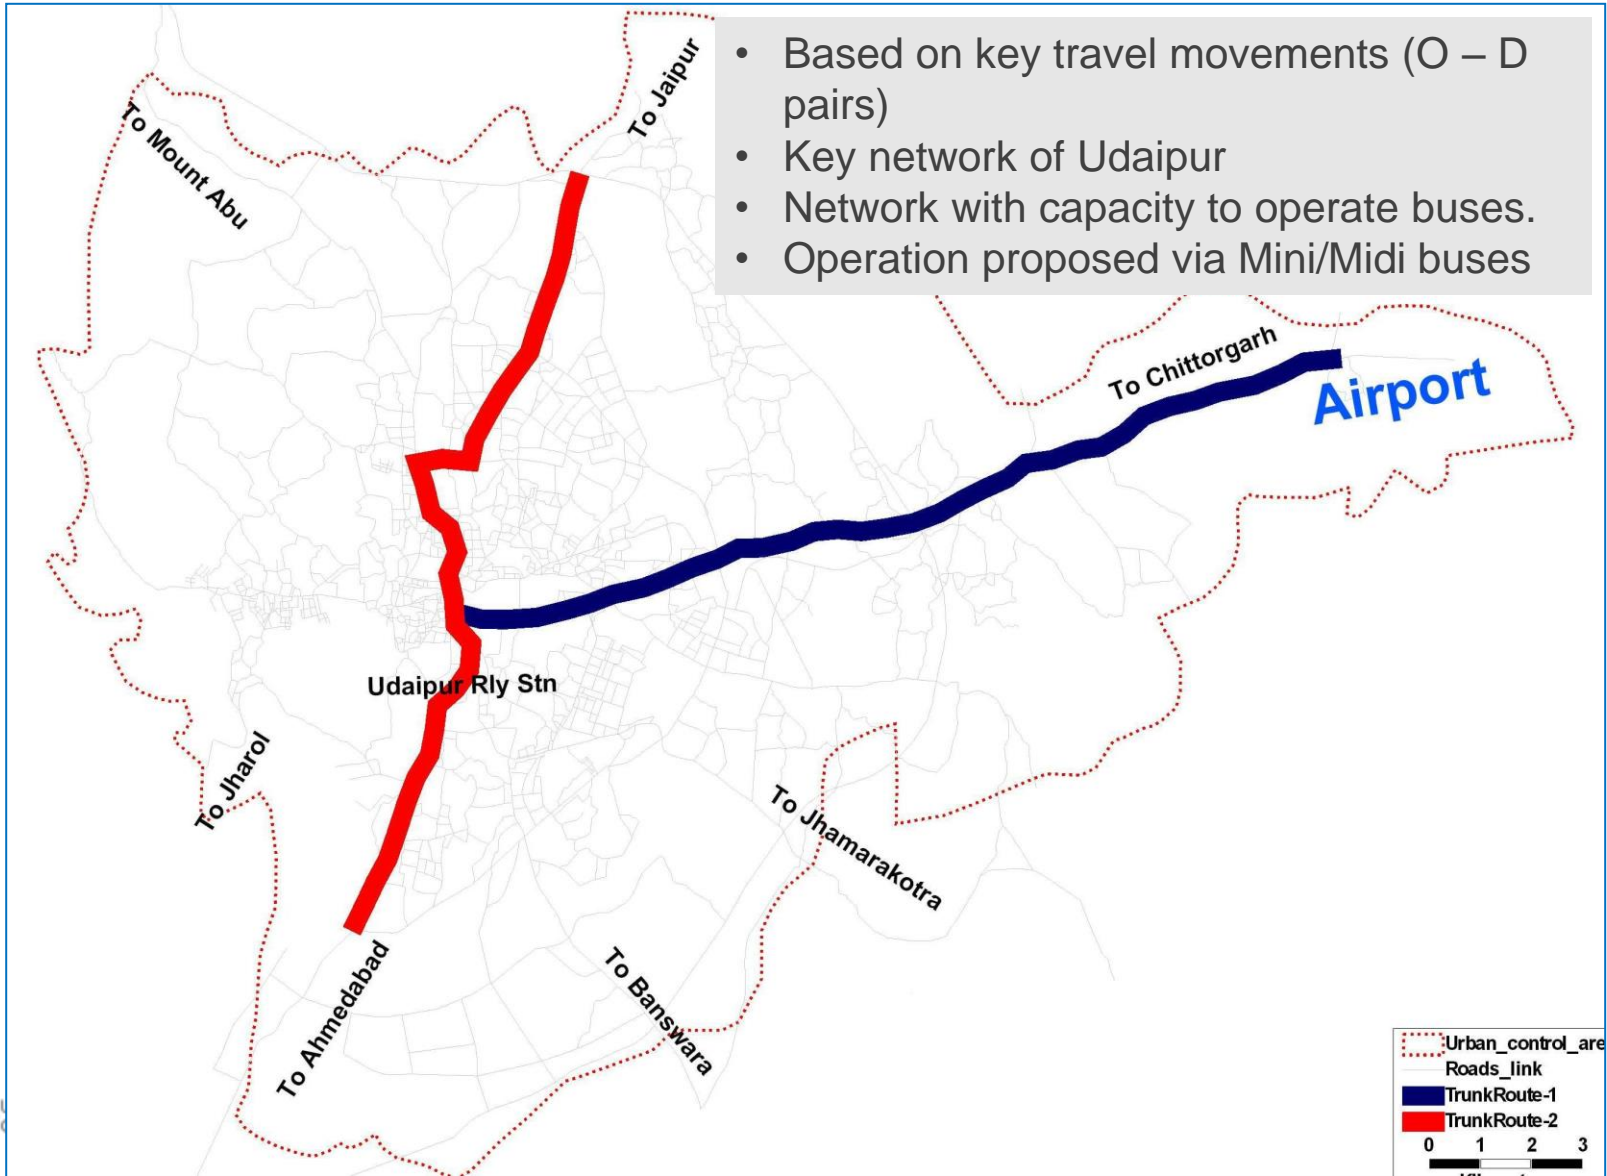 • Based on key travel movements (O – D
pairs)
• Key network of Udaipur
• Network with capacity to operate buses.
• Operation proposed via Mini/Midi buses
To Jaipur
To Mount Abu
To Chittorgarh
Airport
Udaipur Rly Stn
To Jharol
To Jhamarakotra
To Banswara
To Ahmedabad
Urban_control_are
Roads_link
TrunkRoute-1
TrunkRoute-2
0 1 2 3